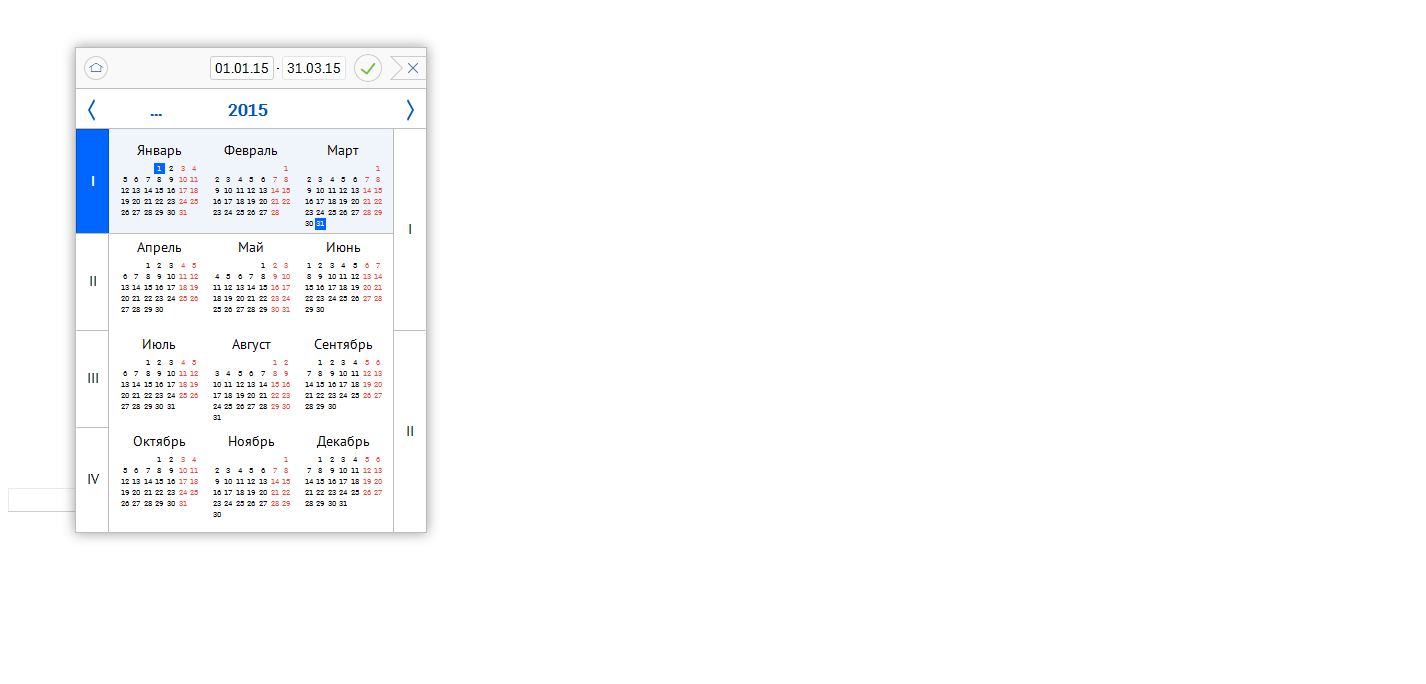 01.01.15 - 31.03.15
... 2015
I
Январь Февраль Март
1 2 3 4 1 1
5 6 7 8 9 10 11 2 3 4 5 6 7 8 2 3 4 5 6 7 8
12 13 14 15 16 17 18 9 10 11 12 13 14 15 9 10 11 12 13 14 15
19 20 21 22 23 24 25 16 17 18 19 20 21 22 16 17 18 19 20 21 22
26 27 28 29 30 31 23 24 25 26 27 28 23 24 25 26 27 28 29
30 31
I
II
Апрель Май Июнь
1 2 3 4 5 1 2 3 1 2 3 4 5 6 7
6 7 8 9 10 11 12 4 5 6 7 8 9 10 8 9 10 11 12 13 14
13 14 15 16 17 18 19 11 12 13 14 15 16 17 15 16 17 18 19 20 21
20 21 22 23 24 25 26 18 19 20 21 22 23 24 22 23 24 25 26 27 28
27 28 29 30 25 26 27 28 29 30 31 29 30
III
Июль Август Сентябрь
1 2 3 4 5 1 2 1 2 3 4 5 6
6 7 8 9 10 11 12 3 4 5 6 7 8 9 7 8 9 10 11 12 13
13 14 15 16 17 18 19 10 11 12 13 14 15 16 14 15 16 17 18 19 20
20 21 22 23 24 25 26 17 18 19 20 21 22 23 21 22 23 24 25 26 27
27 28 29 30 31 24 25 26 27 28 29 30 28 29 30
31
II
IV
Октябрь Ноябрь Декабрь
1 2 3 4 1 1 2 3 4 5 6
5 6 7 8 9 10 11 2 3 4 5 6 7 8 7 8 9 10 11 12 13
12 13 14 15 16 17 18 9 10 11 12 13 14 15 14 15 16 17 18 19 20
19 20 21 22 23 24 25 16 17 18 19 20 21 22 21 22 23 24 25 26 27
26 27 28 29 30 31 23 24 25 26 27 28 29 28 29 30 31
30